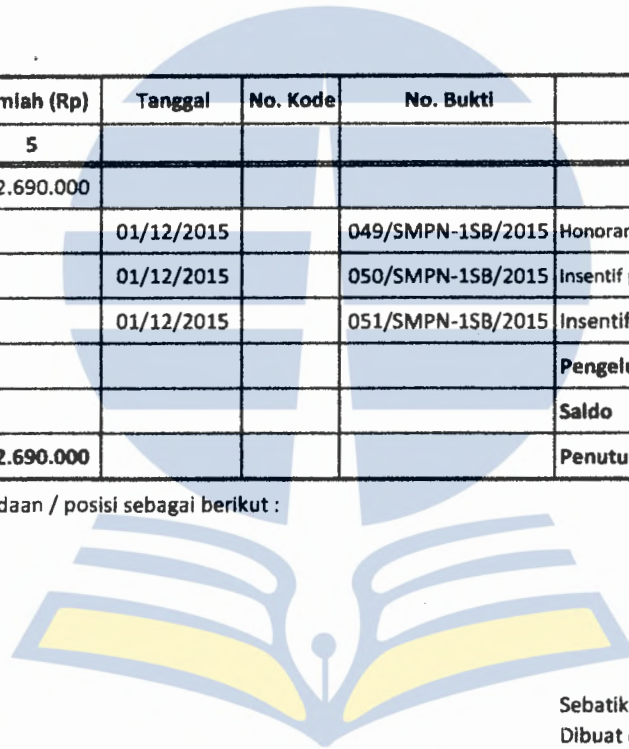 miah (Rp) Tanggal No. Kode No. Bukti
5
2.690.000
01/12/2015 049/SMPN-1SB/2015 Honorar
01/12/2015 050/SMPN-1SB/2015 Insentif
01/12/2015 051/SMPN-1SB/2015 Insentif
Pengelu
Saldo
2.690.000 Penutu
daan / posisi sebagai berikut :
Sebatik
Dibuat